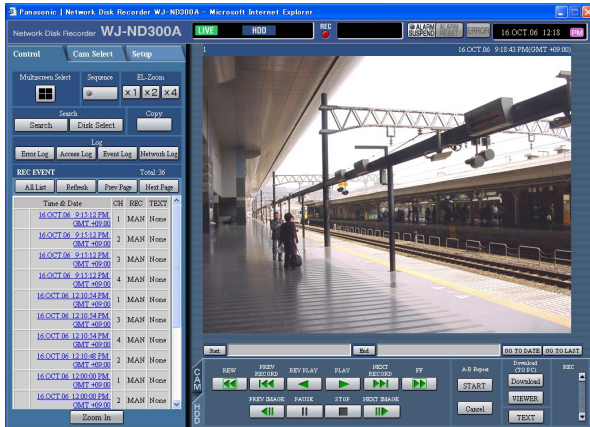 Panasonic | Network Disk Recorder WJ-ND300A - Microsoft Internet Explorer
Network Disk Recorder WJ-ND300A
LIVE HDD REC ALARM SUSPEND ALARM RESET ERROR 16.OCT.06 12:18 PM
Control Cam Select Setup
1 16.OCT.06 9:18:43 PM(GMT +09:00)
Multiscreen Select Sequence EL-Zoom
x1 x2 x4
Search Copy
Search Disk Select
Log
Error Log Access Log Event Log Network Log
REC EVENT Total: 36
All List Refresh Prev Page Next Page
Time & Date CH REC TEXT
16.OCT.06 9:15:12 PM GMT +09:00 1 MAN None
16.OCT.06 9:15:12 PM GMT +09:00 2 MAN None
16.OCT.06 9:15:12 PM GMT +09:00 3 MAN None
16.OCT.06 9:15:12 PM GMT +09:00 4 MAN None
16.OCT.06 12:10:54 PM GMT +09:00 1 MAN None
16.OCT.06 12:10:54 PM GMT +09:00 3 MAN None
16.OCT.06 12:10:54 PM GMT +09:00 4 MAN None
16.OCT.06 12:10:48 PM GMT +09:00 2 MAN None
16.OCT.06 12:00:00 PM GMT +09:00 1 MAN None
16.OCT.06 12:00:00 PM GMT +09:00 2 MAN None
Zoom In
Start End GO TO DATE GO TO LAST
CAM
HDD
REW PREV RECORD REV PLAY PLAY NEXT RECORD FF
PREV IMAGE PAUSE STOP NEXT IMAGE
A-B Repeat
START
Cancel
Download (TO PC)
Download
VIEWER
TEXT
REC